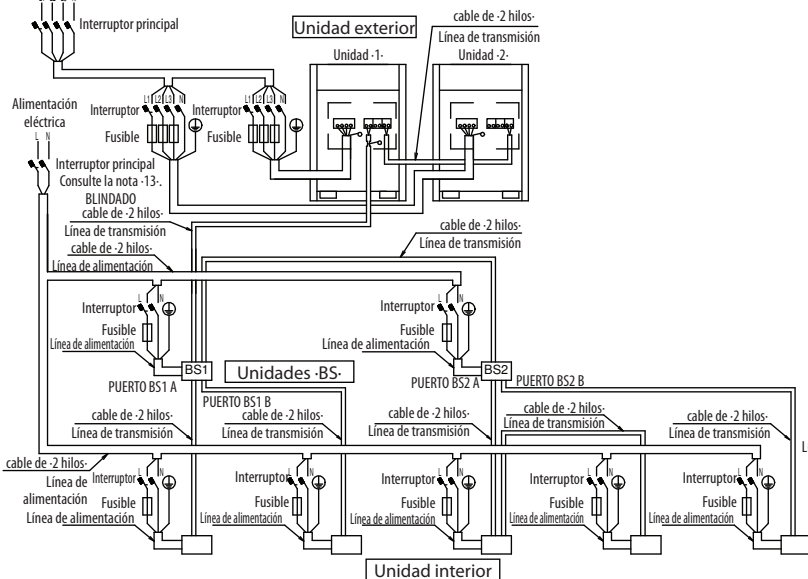 Interruptor principal
Unidad exterior
cable de ·2 hilos·
Línea de transmisión
Unidad ·1·
Unidad ·2·
L1 L2 L3 N
L1 L2 L3 N
Interruptor
Interruptor
Fusible
Fusible
Alimentación
eléctrica
L N
Interruptor principal
Consulte la nota ·13·.
BLINDADO
cable de ·2 hilos·
Línea de transmisión
cable de ·2 hilos·
Línea de alimentación
cable de ·2 hilos·
Línea de transmisión
L N
Interruptor
Fusible
Línea de alimentación
L N
Interruptor
Fusible
Línea de alimentación
BS1
Unidades ·BS·
BS2
PUERTO BS1 A
PUERTO BS1 B
PUERTO BS2 A
PUERTO BS2 B
cable de ·2 hilos·
Línea de transmisión
cable de ·2 hilos·
Línea de transmisión
cable de ·2 hilos·
Línea de transmisión
cable de ·2 hilos·
Línea de transmisión
cable de ·2 hilos·
Línea de transmisión
cable de ·2 hilos·
Línea de
alimentación
L N
Interruptor
Fusible
Línea de alimentación
L N
Interruptor
Fusible
Línea de alimentación
L N
Interruptor
Fusible
Línea de alimentación
L N
Interruptor
Fusible
Línea de alimentación
L N
Interruptor
Fusible
Línea de alimentación
Unidad interior